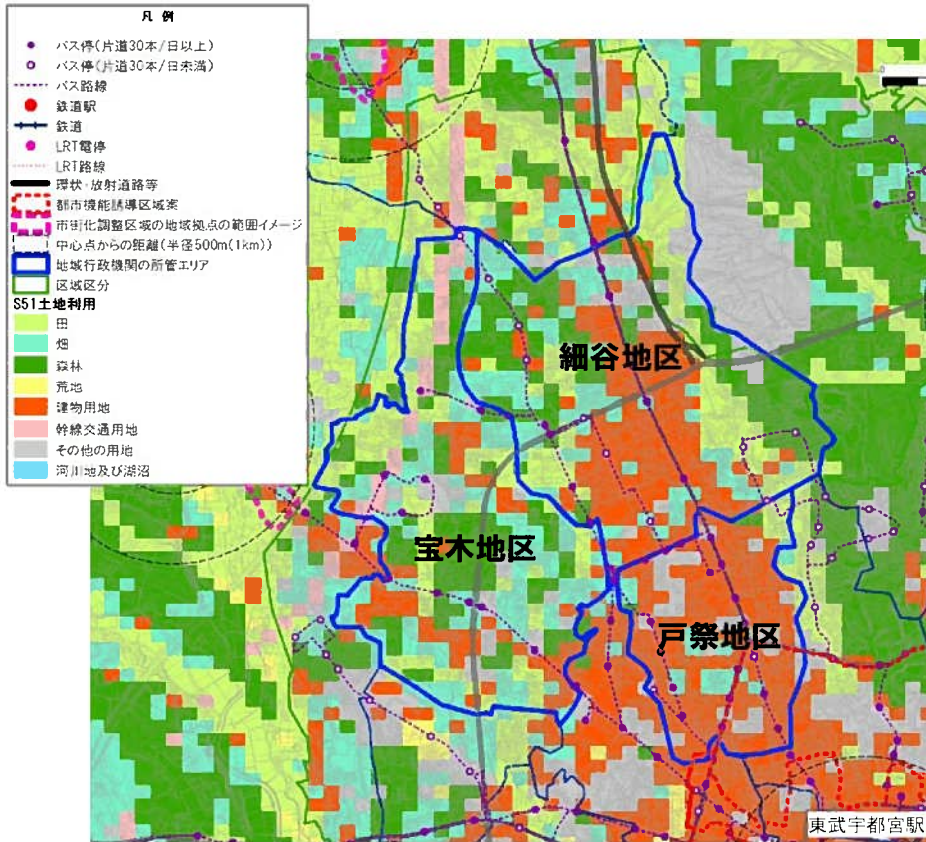 凡 例
バス停(片道30本/日以上)
バス停(片道30本/日未満)
バス路線
鉄道駅
鉄道
LRT電停
LRT路線
環状・放射道路等
都市機能誘導区域案
市街化調整区域の地域拠点の範囲イメージ
中心点からの距離(半径500m(1km))
地域行政機関の所管エリア
区域区分
S51土地利用
田
畑
森林
荒地
建物用地
幹線交通用地
その他の用地
河川地及び湖沼
0
細谷地区
宝木地区
戸祭地区
東武宇都宮駅